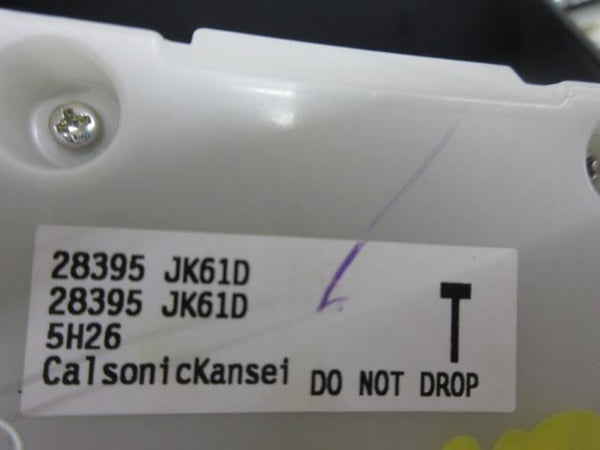 28395 JK61D
28395 JK61D
5H26
CalsonicKansei DO NOT DROP
T